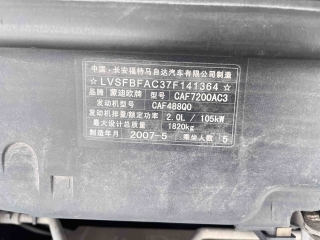 中国·长安福特马自达汽车有限公司制造
☆LVSFBFAC37F141364☆
品牌 蒙迪欧牌 型号 CAF7200AC3
发动机型号 CAF488Q0
发动机排量/额定功率 2.0L / 105kW
最大设计总质量 1820kg
制造年月 2007-5 乘坐人数 5